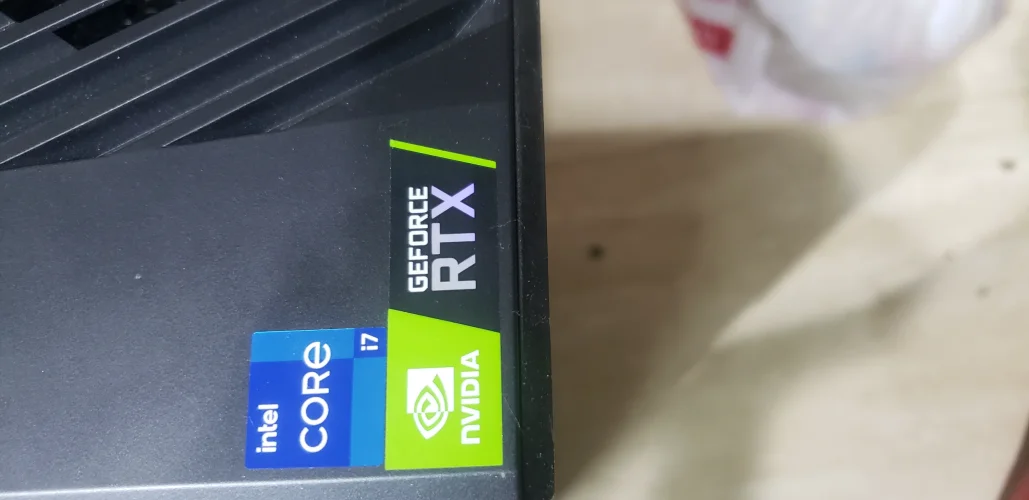 GEFORCE
RTX
NVIDIA
intel
CORE
i7